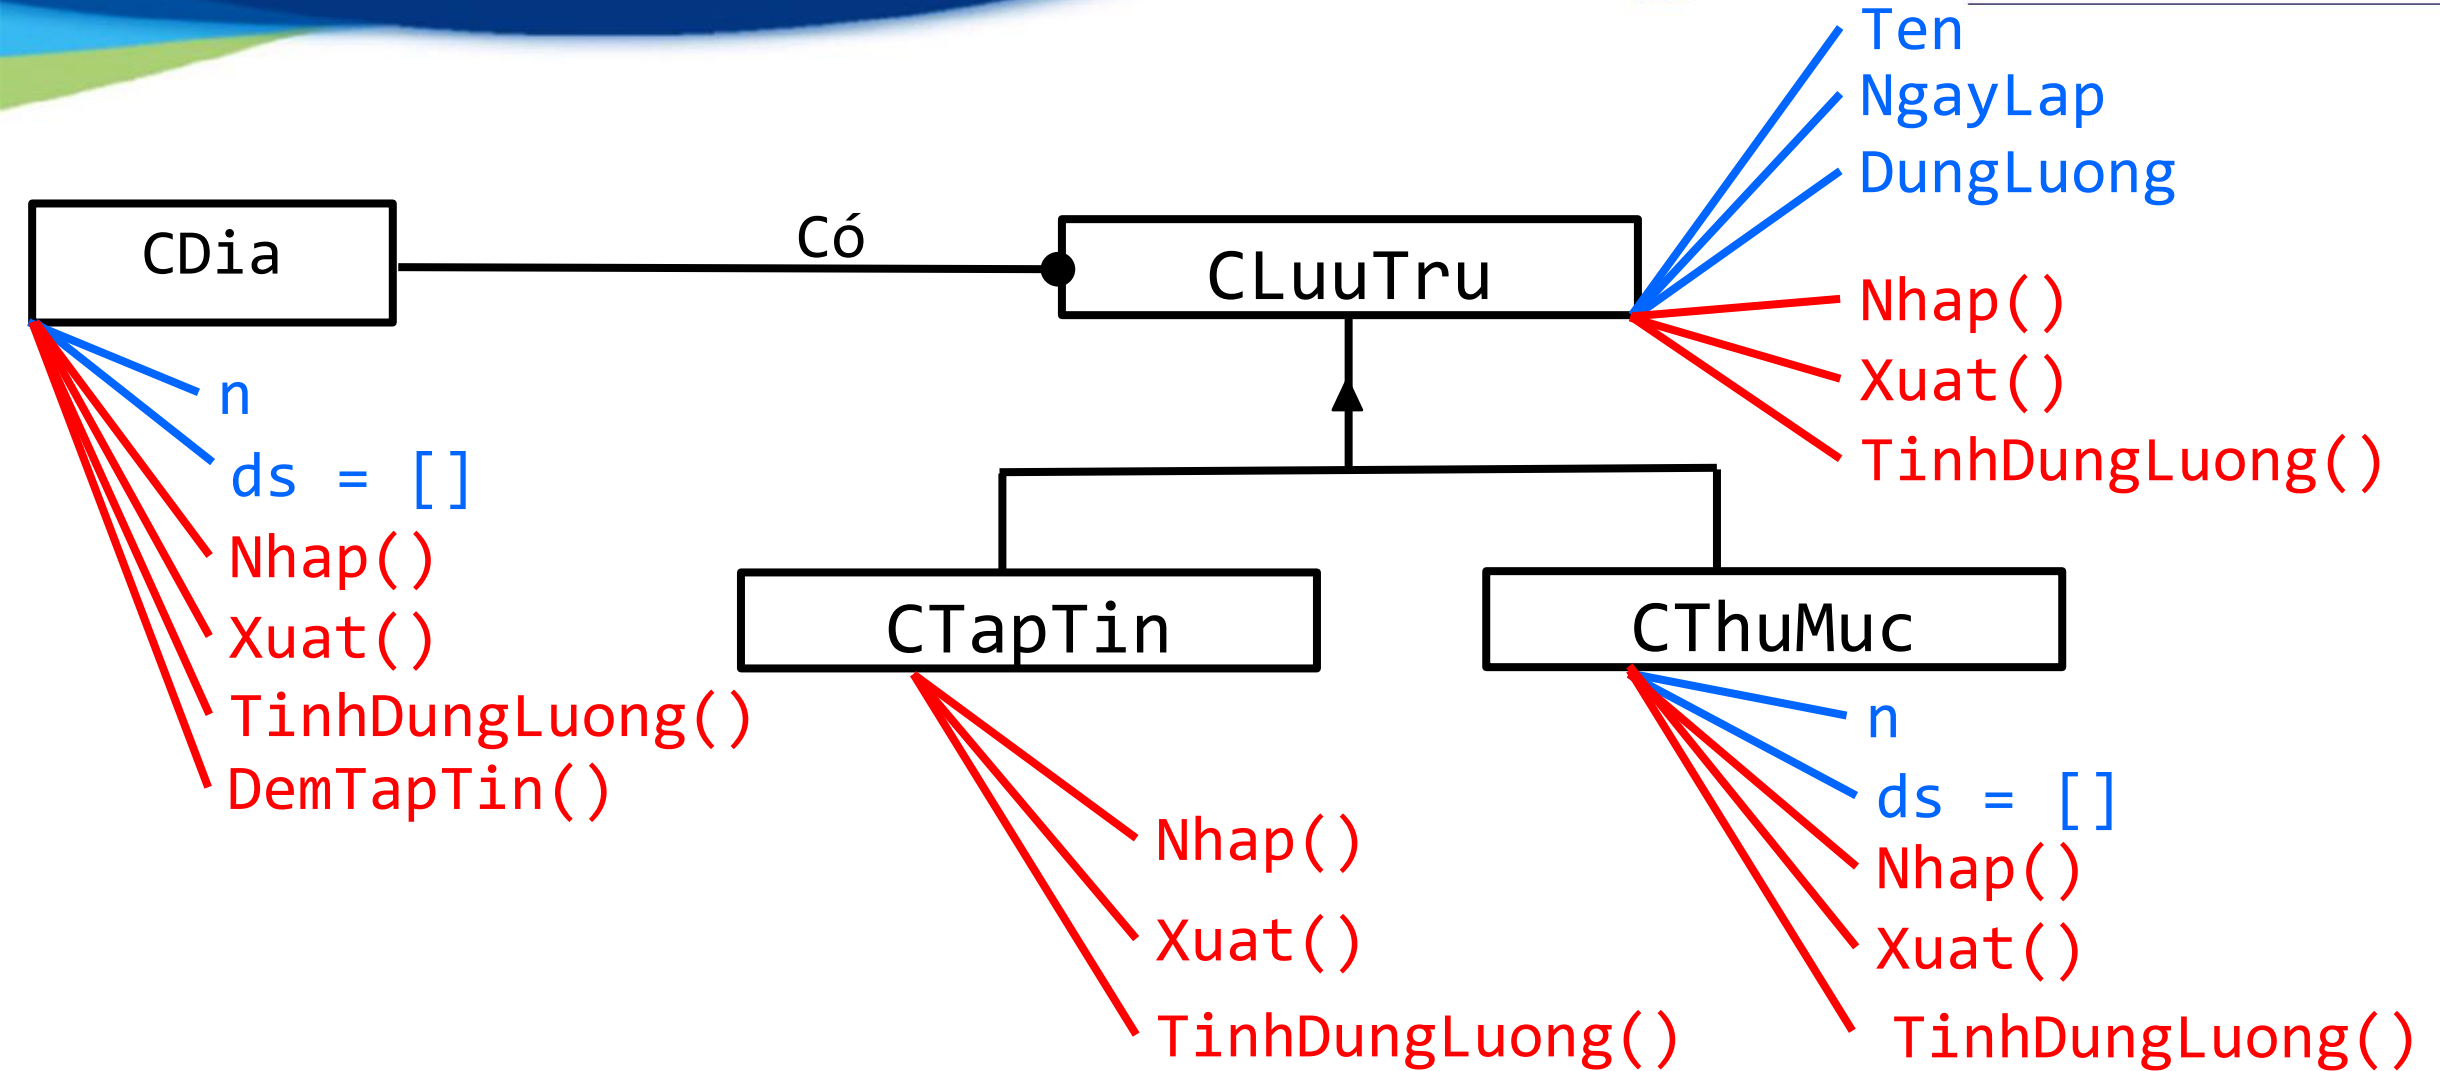 Ten
NgayLap
DungLuong
CDia
Có
CLuuTru
Nhap()
Xuat()
TinhDungLuong()
n
ds = []
Nhap()
Xuat()
TinhDungLuong()
DemTapTin()
CTapTin
Nhap()
Xuat()
TinhDungLuong()
CThuMuc
n
ds = []
Nhap()
Xuat()
TinhDungLuong()